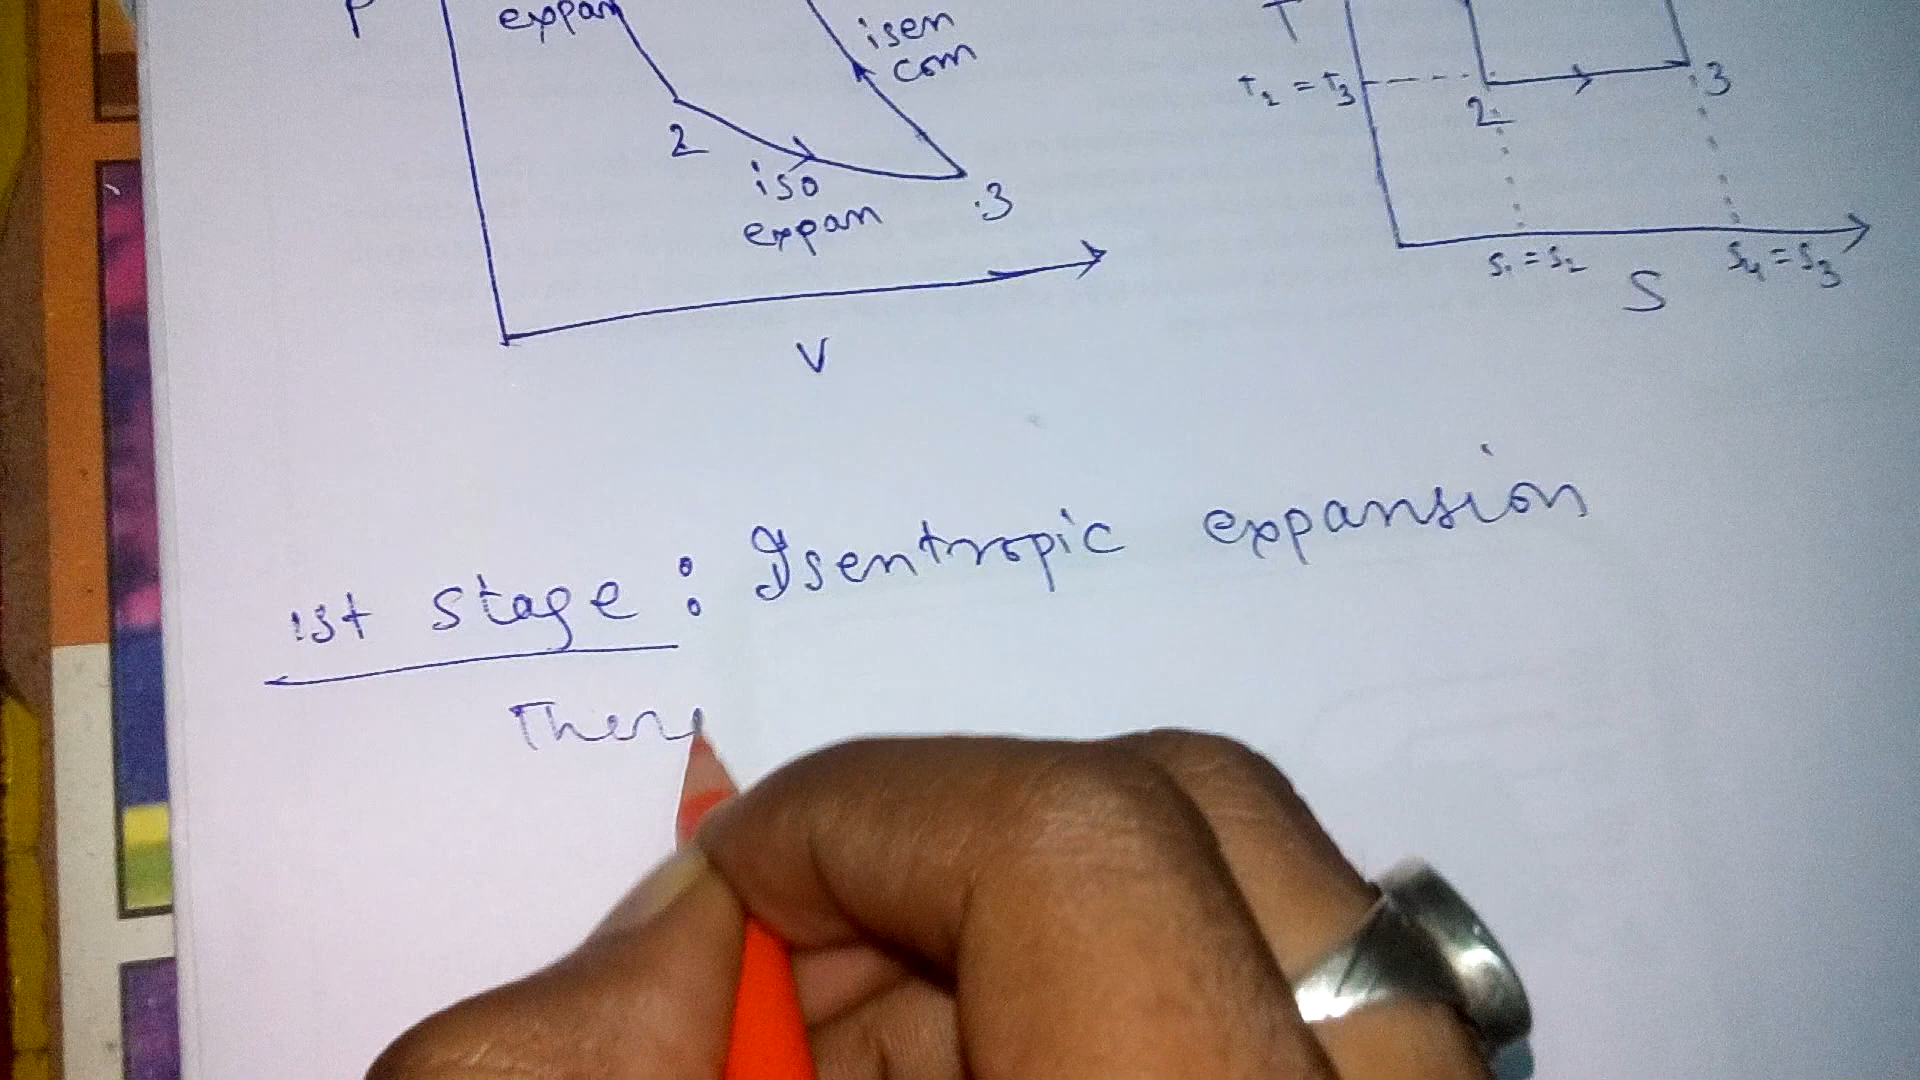 P
expan
isen
com
2
iso
expan
3
V
T
T2 = T3
2
3
S1 = S2
S4 = S3
S
1st stage : Isentropic expansion
There